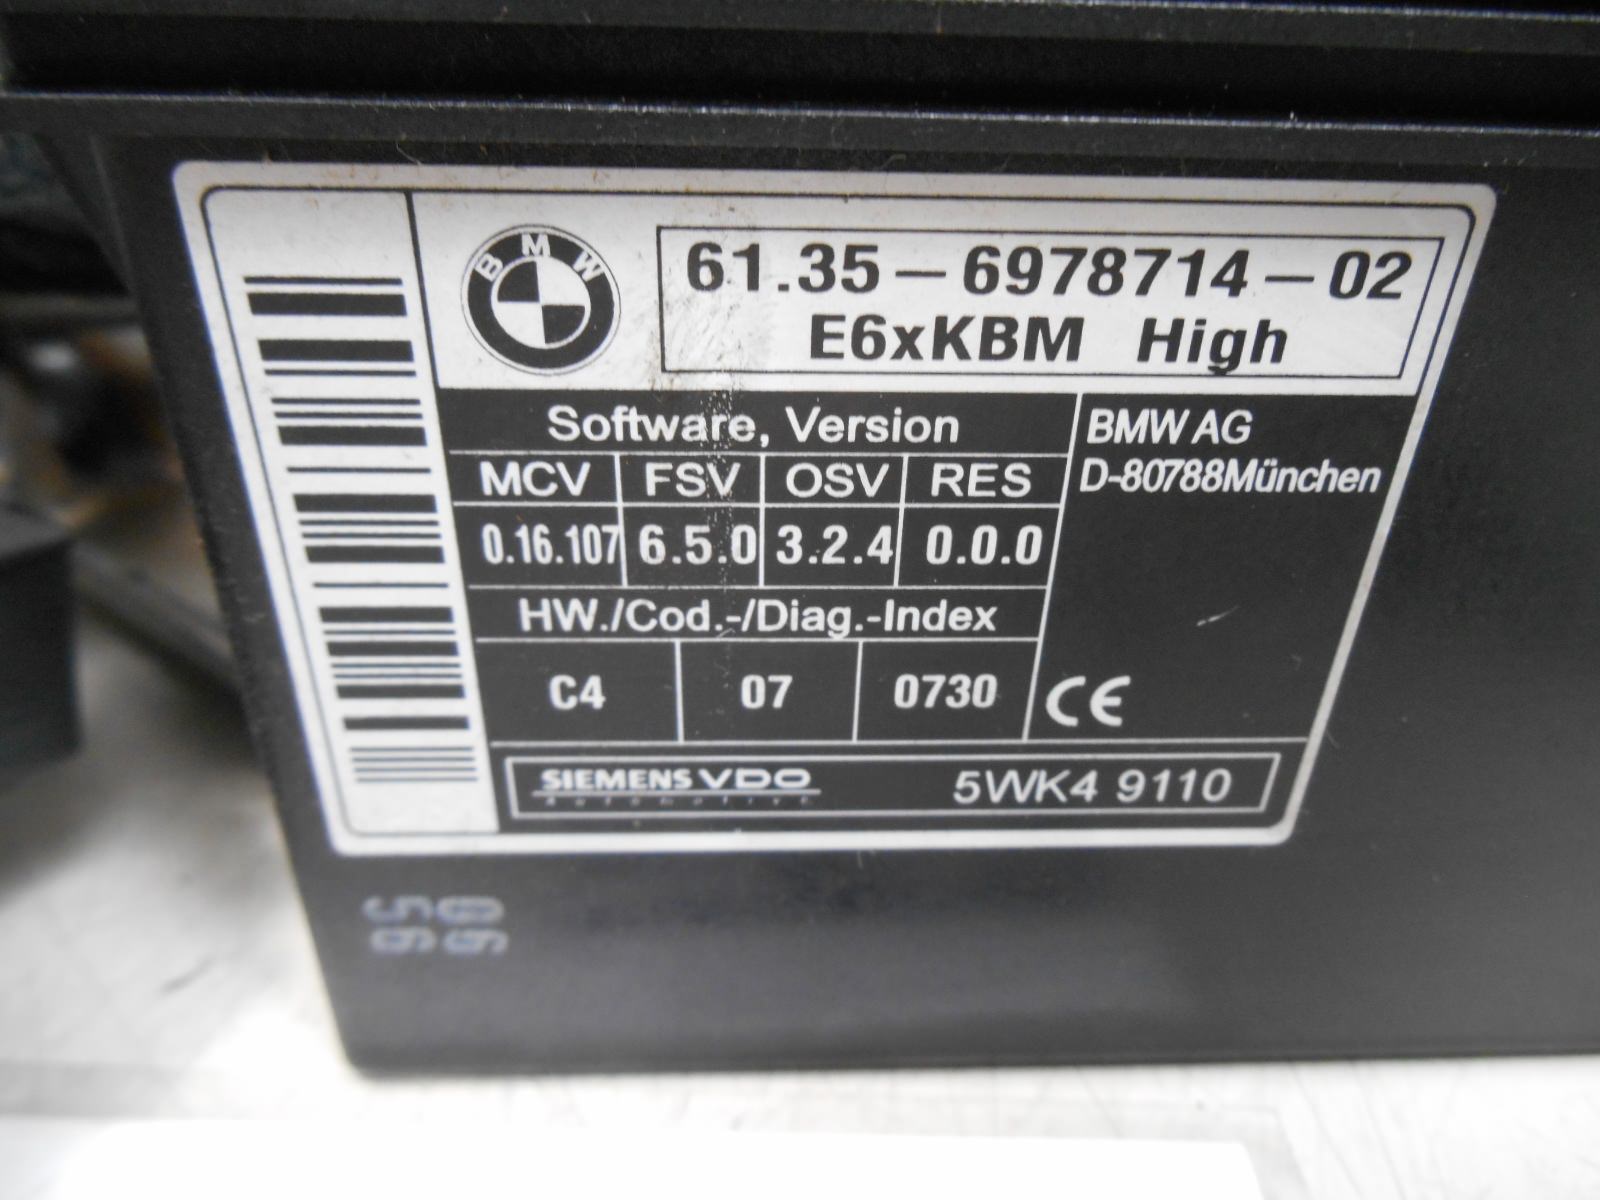 BMW
61.35-6978714-02
E6xKBM High
Software, Version
MCV FSV OSV RES
0.16.107 6.5.0 3.2.4 0.0.0
HW./Cod.-/Diag.-Index
C4 07 0730
BMW AG
D-80788München
CE
SIEMENS VDO
Automotive
5WK4 9110